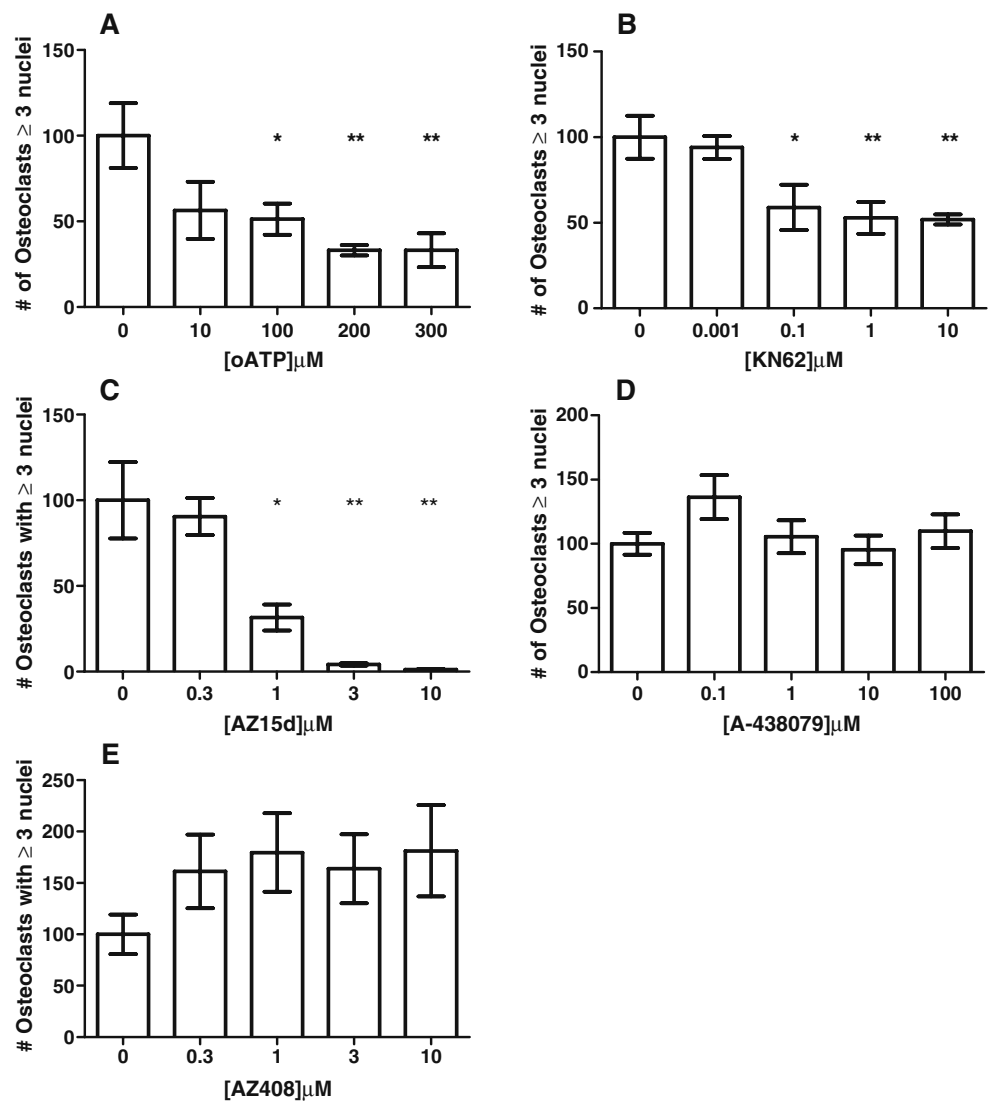 A
# of Osteoclasts ≥ 3 nuclei
150
100
50
0
* ** **
0 10 100 200 300
[oATP]μM
B
# of Osteoclasts ≥ 3 nuclei
150
100
50
0
* ** **
0 0.001 0.1 1 10
[KN62]μM
C
# Osteoclasts with ≥ 3 nuclei
150
100
50
0
* ** **
0 0.3 1 3 10
[AZ15d]μM
D
# of Osteoclasts ≥ 3 nuclei
200
150
100
50
0
0 0.1 1 10 100
[A-438079]μM
E
# Osteoclasts with ≥ 3 nuclei
250
200
150
100
50
0
0 0.3 1 3 10
[AZ408]μM